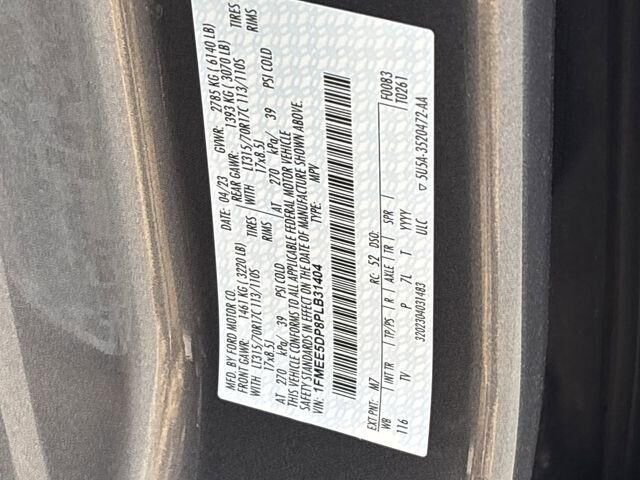 MFD. BY FORD MOTOR CO.
DATE: 04/23 GVWR: 2785 KG ( 6140 LB)
FRONT GAWR: 1461 KG ( 3220 LB) REAR GAWR: 1393 KG ( 3070 LB)
WITH LT315/70R17C 113/110S TIRES WITH LT315/70R17C 113/110S TIRES
17x8.5J RIMS 17x8.5J RIMS
AT 270 kPa/ 39 PSI COLD AT 270 kPa/ 39 PSI COLD
THIS VEHICLE CONFORMS TO ALL APPLICABLE FEDERAL MOTOR VEHICLE
SAFETY STANDARDS IN EFFECT ON THE DATE OF MANUFACTURE SHOWN ABOVE.
VIN: 1FMEE5DP8PLB31404 TYPE: MPV
EXT PNT: M7 RC: 52 DSO: F0083
WB INT TR TP/PS R AXLE TR SPR T0261
116 TV P 7L T YYYY
3202304031483 ULC 5U5A-3520472-AA